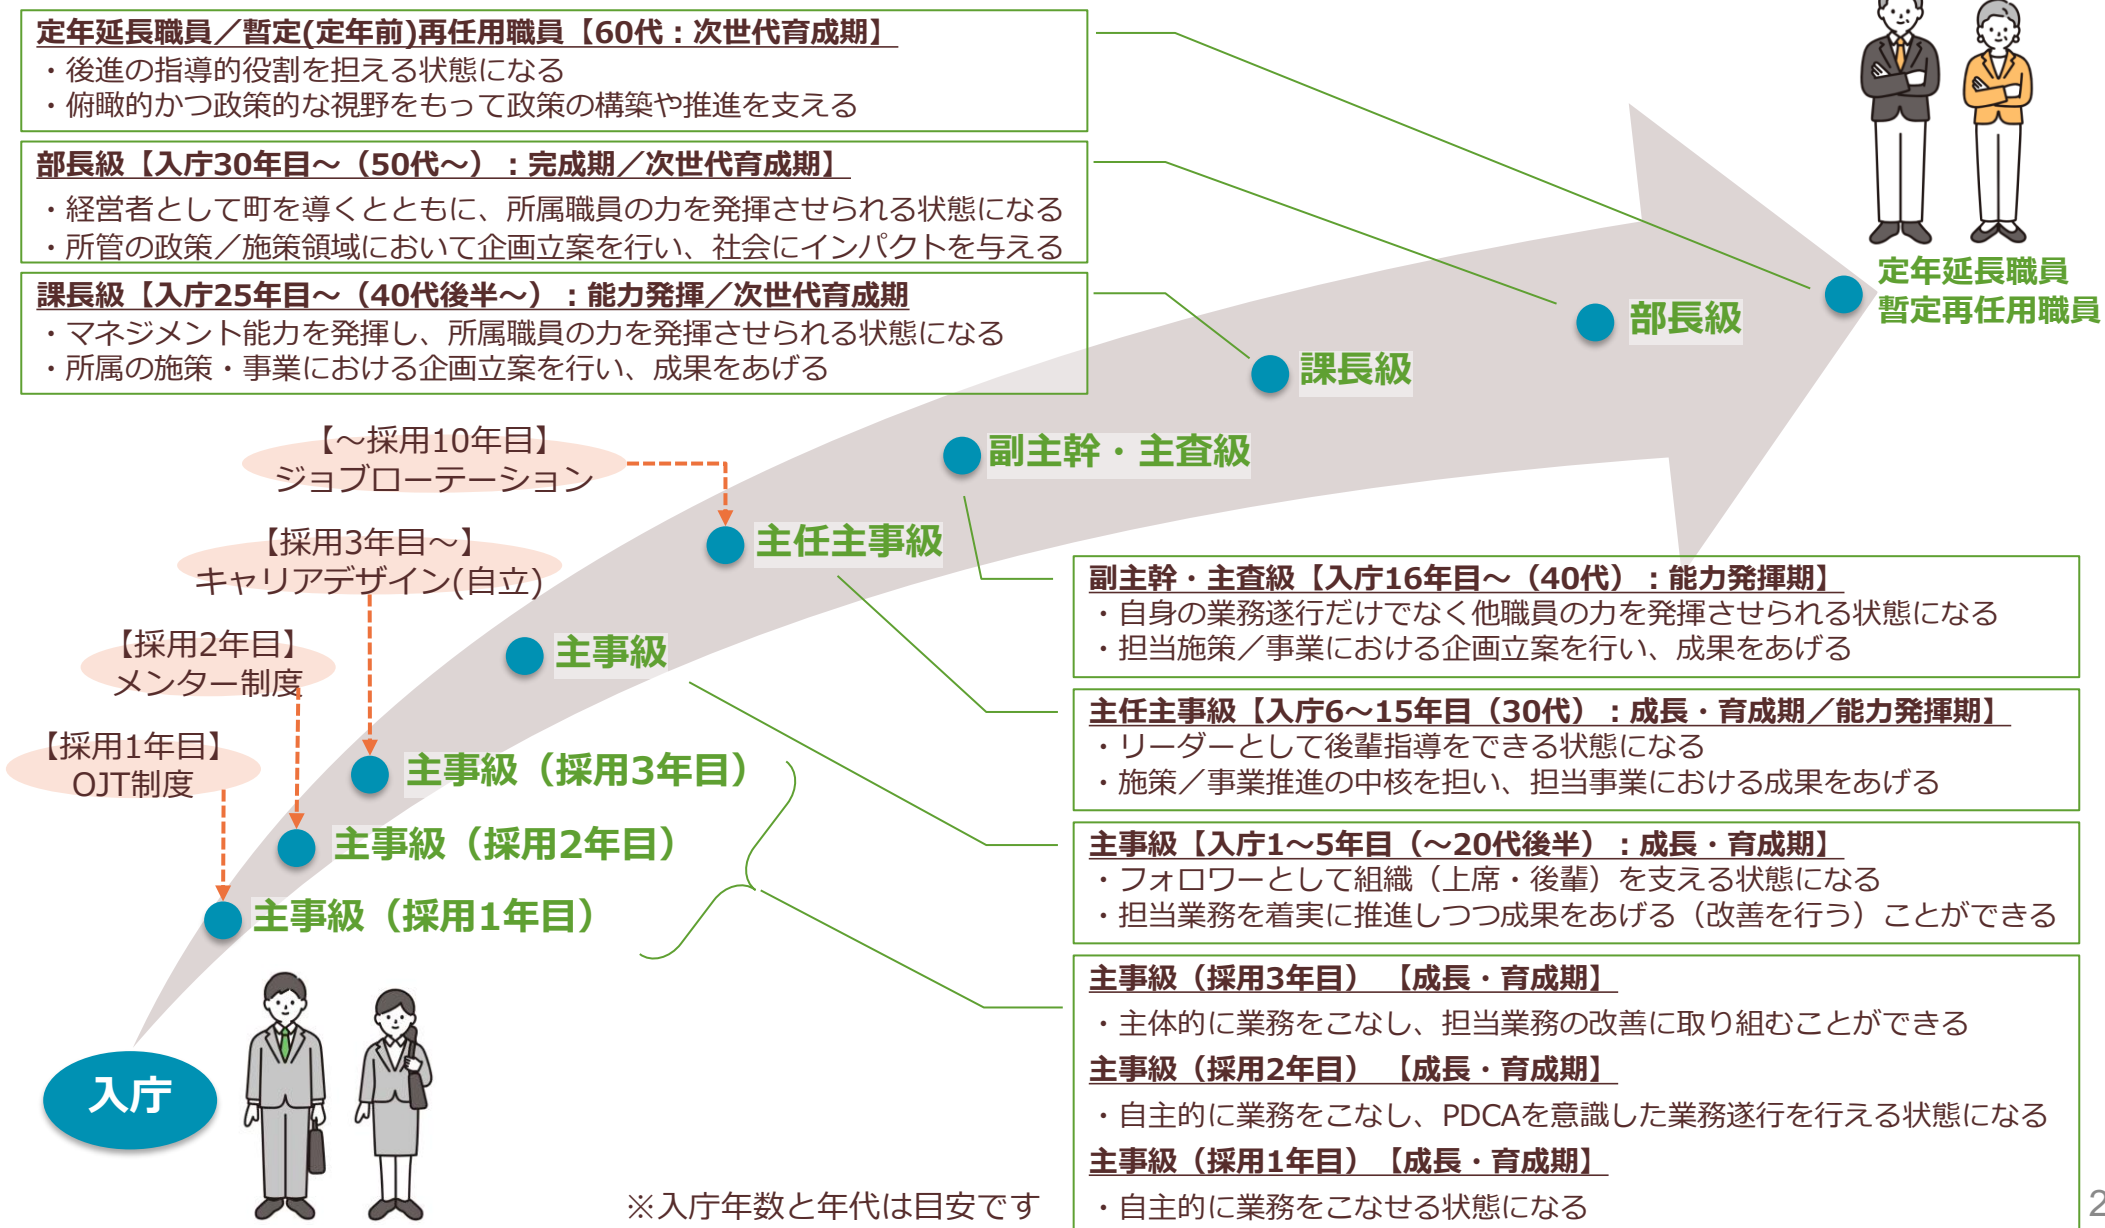 定年延長職員／暫定(定年前)再任用職員【60代：次世代育成期】
・後進の指導的役割を担える状態になる
・俯瞰的かつ政策的な視野をもって政策の構築や推進を支える
部長級【入庁30年目～（50代～）：完成期／次世代育成期】
・経営者として町を導くとともに、所属職員の力を発揮させられる状態になる
・所管の政策／施策領域において企画立案を行い、社会にインパクトを与える
課長級【入庁25年目～（40代後半～）：能力発揮／次世代育成期
・マネジメント能力を発揮し、所属職員の力を発揮させられる状態になる
・所属の施策・事業における企画立案を行い、成果をあげる
定年延長職員
暫定再任用職員
部長級
課長級
副主幹・主査級
主任主事級
主事級
主事級（採用3年目）
主事級（採用2年目）
主事級（採用1年目）
【～採用10年目】
ジョブローテーション
【採用3年目～】
キャリアデザイン(自立)
【採用2年目】
メンター制度
【採用1年目】
OJT制度
入庁
副主幹・主査級【入庁16年目～（40代）：能力発揮期】
・自身の業務遂行だけでなく他職員の力を発揮させられる状態になる
・担当施策／事業における企画立案を行い、成果をあげる
主任主事級【入庁6～15年目（30代）：成長・育成期／能力発揮期】
・リーダーとして後輩指導をできる状態になる
・施策／事業推進の中核を担い、担当事業における成果をあげる
主事級【入庁1～5年目（～20代後半）：成長・育成期】
・フォロワーとして組織（上席・後輩）を支える状態になる
・担当業務を着実に推進しつつ成果をあげる（改善を行う）ことができる
主事級（採用3年目）【成長・育成期】
・主体的に業務をこなし、担当業務の改善に取り組むことができる
主事級（採用2年目）【成長・育成期】
・自主的に業務をこなし、PDCAを意識した業務遂行を行える状態になる
主事級（採用1年目）【成長・育成期】
・自主的に業務をこなせる状態になる
※入庁年数と年代は目安です
2